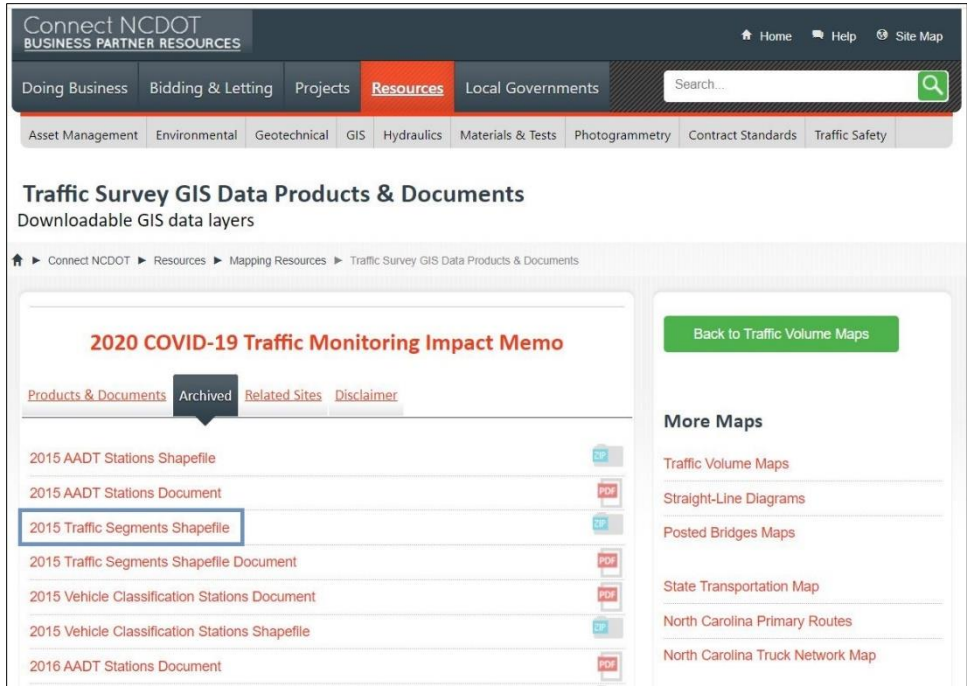 Connect NCDOT
BUSINESS PARTNER RESOURCES
Home Help Site Map
Doing Business Bidding & Letting Projects Resources Local Governments Search...
Asset Management Environmental Geotechnical GIS Hydraulics Materials & Tests Photogrammetry Contract Standards Traffic Safety
Traffic Survey GIS Data Products & Documents
Downloadable GIS data layers
Connect NCDOT ► Resources ► Mapping Resources ► Traffic Survey GIS Data Products & Documents
2020 COVID-19 Traffic Monitoring Impact Memo
Products & Documents Archived Related Sites Disclaimer
2015 AADT Stations Shapefile ZIP
2015 AADT Stations Document PDF
2015 Traffic Segments Shapefile ZIP
2015 Traffic Segments Shapefile Document PDF
2015 Vehicle Classification Stations Document PDF
2015 Vehicle Classification Stations Shapefile ZIP
2016 AADT Stations Document PDF
Back to Traffic Volume Maps
More Maps
Traffic Volume Maps
Straight-Line Diagrams
Posted Bridges Maps
State Transportation Map
North Carolina Primary Routes
North Carolina Truck Network Map